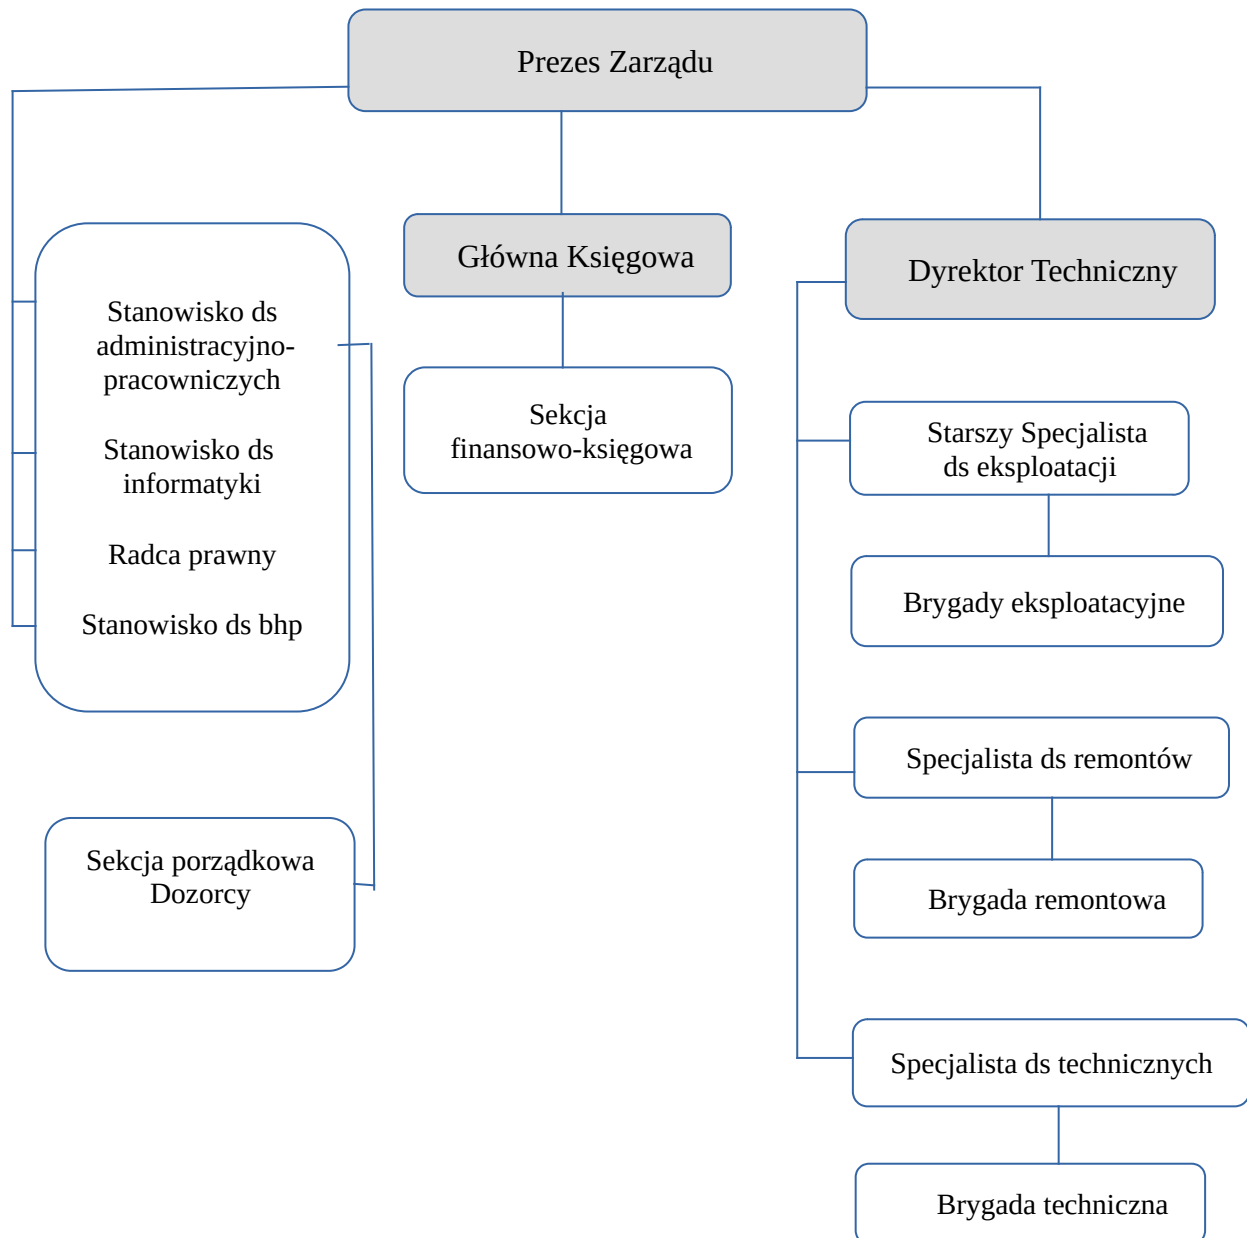 Prezes Zarządu
Główna Księgowa
Dyrektor Techniczny
Stanowisko ds
administracyjno-
pracowniczych
Stanowisko ds
informatyki
Radca prawny
Stanowisko ds bhp
Sekcja
finansowo-księgowa
Starszy Specjalista
ds eksploatacji
Brygady eksploatacyjne
Specjalista ds remontów
Sekcja porządkowa
Dozorcy
Brygada remontowa
Specjalista ds technicznych
Brygada techniczna